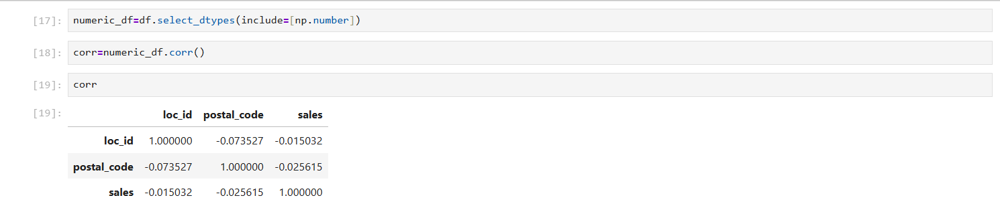 [17]: numeric_df=df.select_dtypes(include=[np.number])
[18]: corr=numeric_df.corr()
[19]: corr
[19]:
loc_id postal_code sales
loc_id 1.000000 -0.073527 -0.015032
postal_code -0.073527 1.000000 -0.025615
sales -0.015032 -0.025615 1.000000